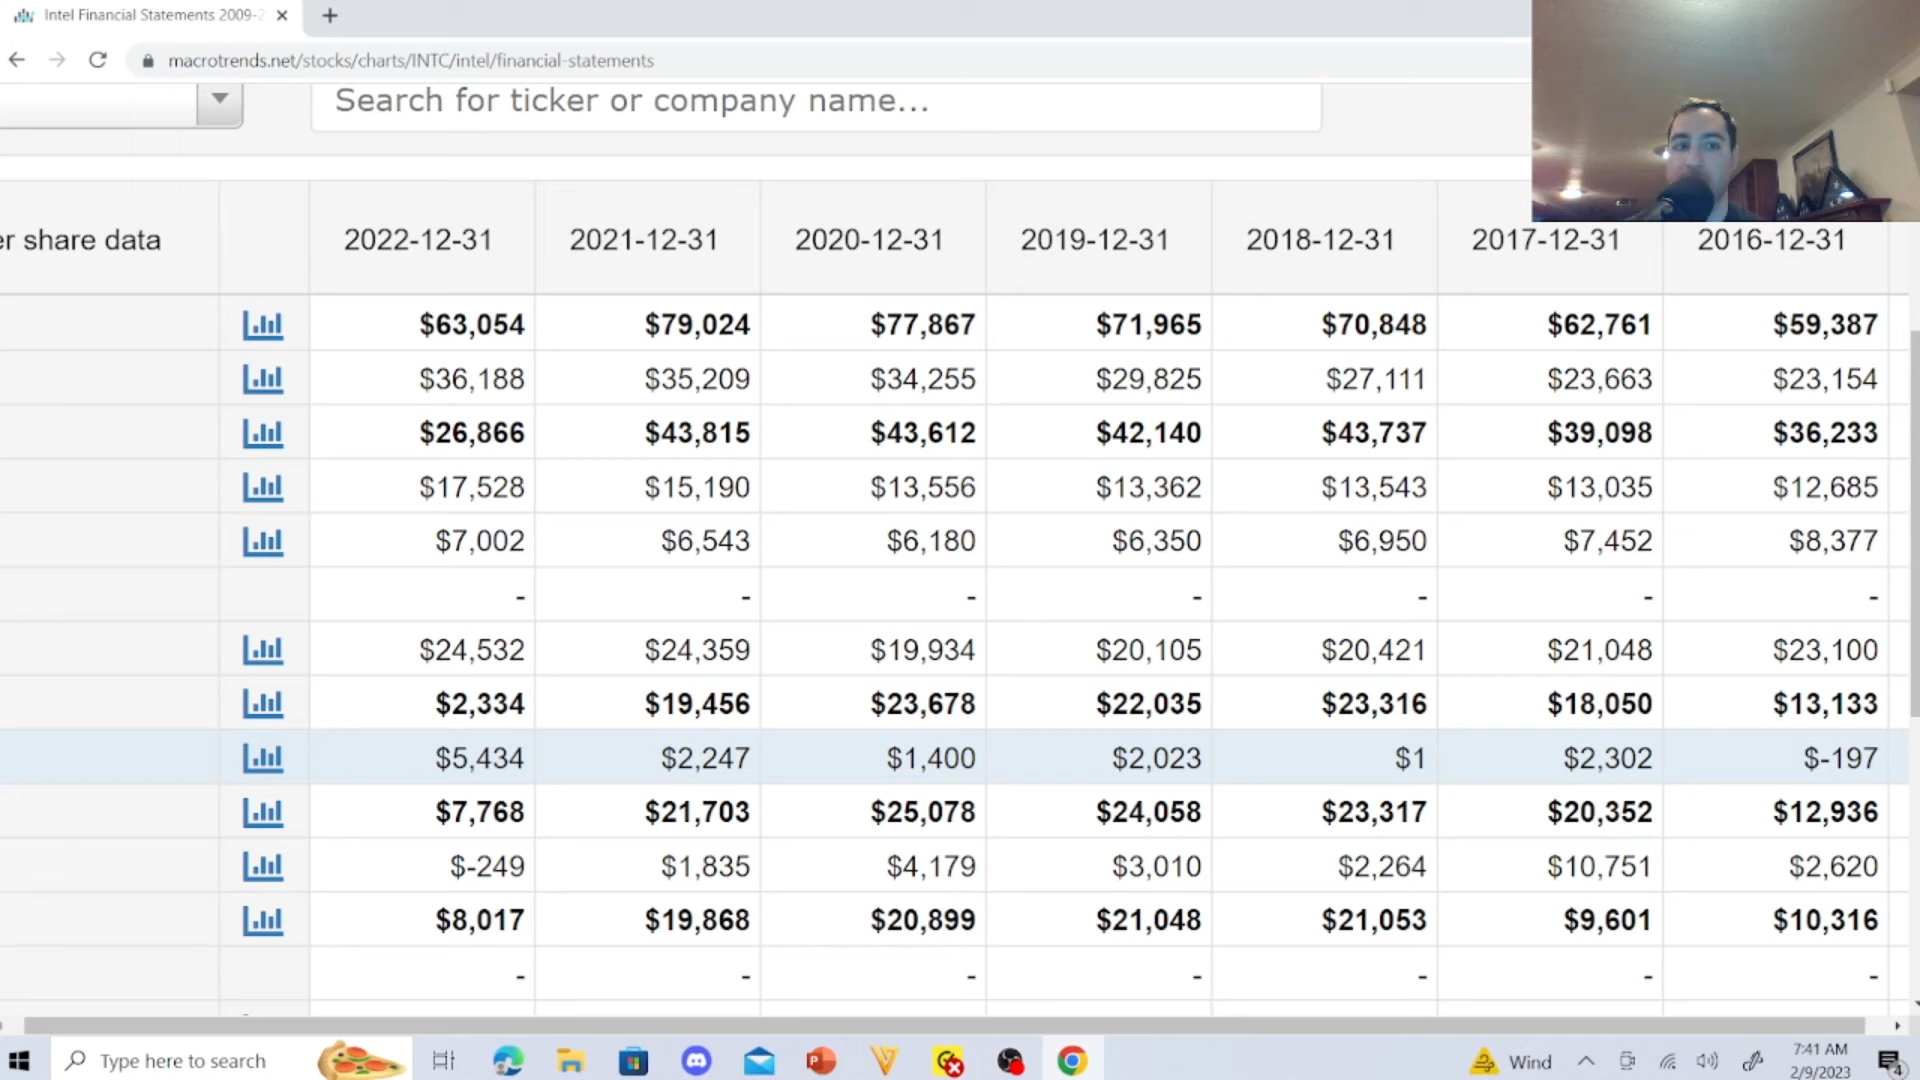 Intel Financial Statements 2009-2
macrotrends.net/stocks/charts/INTC/intel/financial-statements
Search for ticker or company name...
er share data 2022-12-31 2021-12-31 2020-12-31 2019-12-31 2018-12-31 2017-12-31 2016-12-31
$63,054 $79,024 $77,867 $71,965 $70,848 $62,761 $59,387
$36,188 $35,209 $34,255 $29,825 $27,111 $23,663 $23,154
$26,866 $43,815 $43,612 $42,140 $43,737 $39,098 $36,233
$17,528 $15,190 $13,556 $13,362 $13,543 $13,035 $12,685
$7,002 $6,543 $6,180 $6,350 $6,950 $7,452 $8,377
- - - - - - -
$24,532 $24,359 $19,934 $20,105 $20,421 $21,048 $23,100
$2,334 $19,456 $23,678 $22,035 $23,316 $18,050 $13,133
$5,434 $2,247 $1,400 $2,023 $1 $2,302 $-197
$7,768 $21,703 $25,078 $24,058 $23,317 $20,352 $12,936
$-249 $1,835 $4,179 $3,010 $2,264 $10,751 $2,620
$8,017 $19,868 $20,899 $21,048 $21,053 $9,601 $10,316
- - - - - - -
Type here to search
Wind
7:41 AM
2/9/2023
4